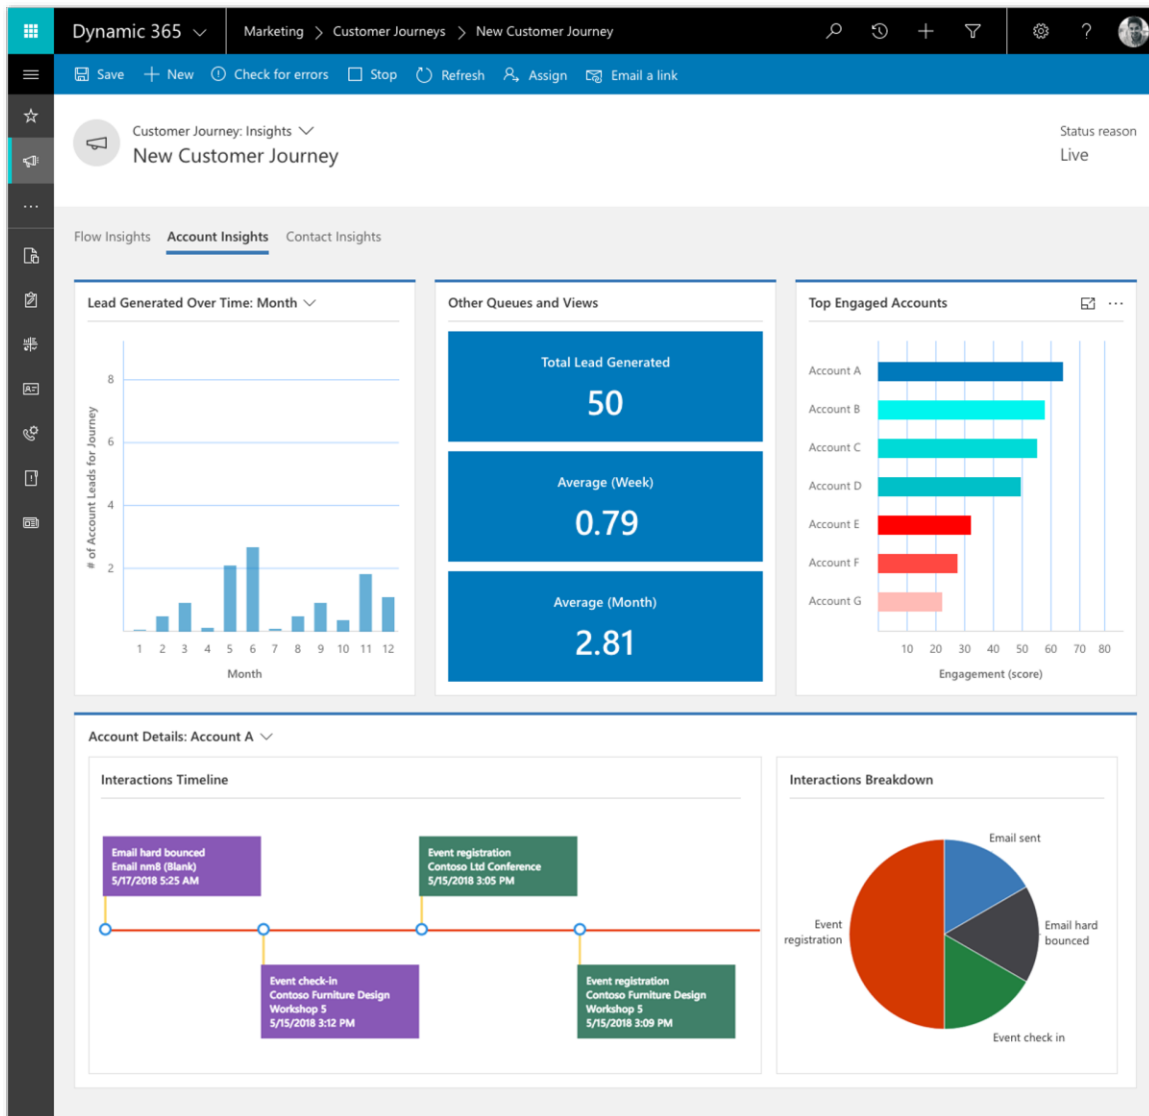 Dynamic 365
Marketing > Customer Journeys > New Customer Journey
Save
New
Check for errors
Stop
Refresh
Assign
Email a link
Customer Journey: Insights
New Customer Journey
Status reason
Live
Flow Insights
Account Insights
Contact Insights
Lead Generated Over Time: Month
# of Account Leads for Journey
8
6
4
2
1 2 3 4 5 6 7 8 9 10 11 12
Month
Other Queues and Views
Total Lead Generated
50
Average (Week)
0.79
Average (Month)
2.81
Top Engaged Accounts
Account A
Account B
Account C
Account D
Account E
Account F
Account G
10 20 30 40 50 60 70 80
Engagement (score)
Account Details: Account A
Interactions Timeline
Email hard bounced
Email nm8 (Blank)
5/17/2018 5:25 AM
Event check-in
Contoso Furniture Design
Workshop 5
5/15/2018 3:12 PM
Event registration
Contoso Ltd Conference
5/15/2018 3:05 PM
Event registration
Contoso Furniture Design
Workshop 5
5/15/2018 3:09 PM
Interactions Breakdown
Email sent
Email hard
bounced
Event check in
Event
registration